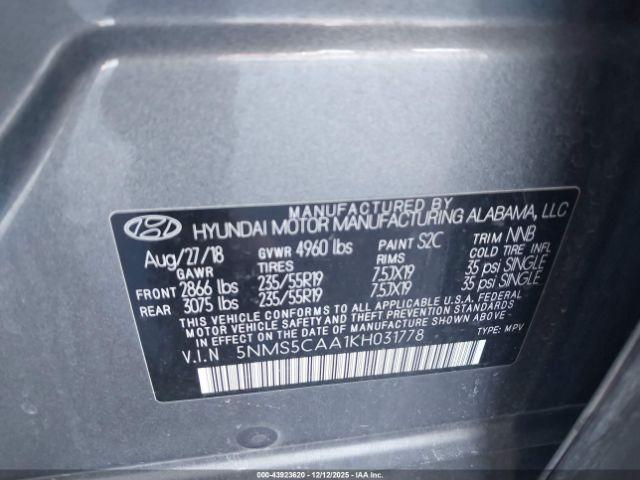 MANUFACTURED BY
HYUNDAI MOTOR MANUFACTURING ALABAMA, LLC
Aug/27/18 GVWR 4960 lbs PAINT S2C TRIM NNB
GAWR TIRES RIMS COLD TIRE INFL
FRONT 2866 lbs 235/55R19 7.5JX19 35 psi SINGLE
REAR 3075 lbs 235/55R19 7.5JX19 35 psi SINGLE
THIS VEHICLE CONFORMS TO ALL APPLICABLE U.S.A. FEDERAL
MOTOR VEHICLE SAFETY, BUMPER, AND THEFT PREVENTION
STANDARDS IN EFFECT ON THE DATE OF MANUFACTURE SHOWN ABOVE.
V.I.N 5NMS5CAA1KH031778 TYPE: MPV
000-43923620 • 12/12/2025 • IAA Inc.